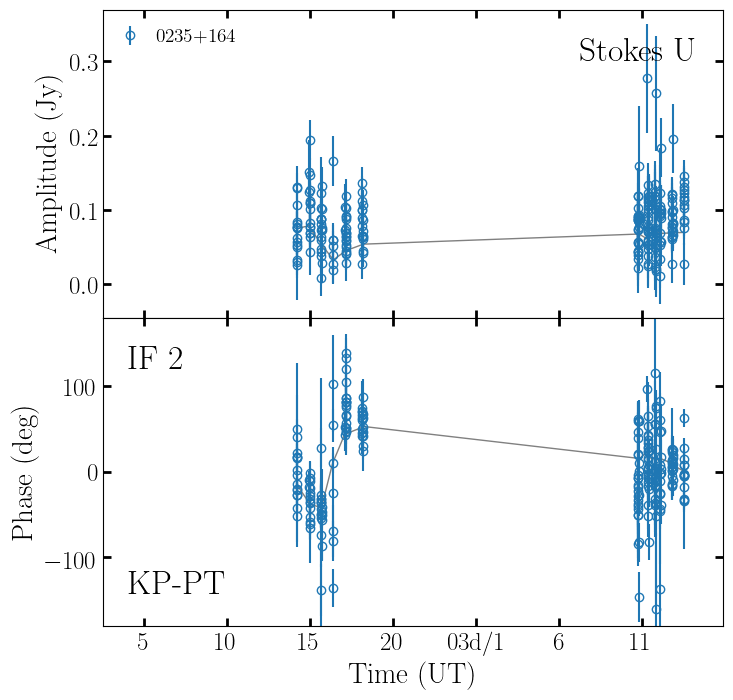 0235+164
Stokes U
0.3
0.2
0.1
0.0
Amplitude (Jy)
IF 2
100
0
−100
Phase (deg)
KP-PT
5 10 15 20 03d/1 6 11
Time (UT)